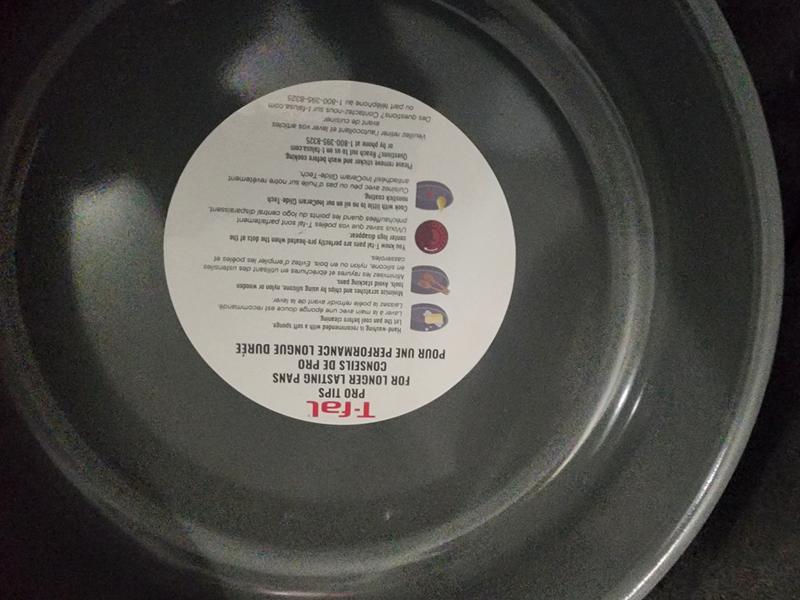 T-fal
PRO TIPS
FOR LONGER LASTING PANS
CONSEILS DE PRO
POUR UNE PERFORMANCE LONGUE DURÉE
Hand washing is recommended with a soft sponge.
Let the pan cool before cleaning.
Laver à la main avec une éponge douce est recommandé.
Laissez la poêle refroidir avant de la laver.
Minimize scratches and chips by using silicone, nylon or wooden
tools. Avoid stacking pans.
Minimisez les rayures et ébréchures en utilisant des ustensiles
en silicone, nylon ou en bois. Évitez d'empiler les poêles et
casseroles.
You know T-fal pans are perfectly pre-heated when the dots of the
center logo disappear.
Vous savez que vos poêles T-fal sont parfaitement
préchauffées quand les points du logo central disparaissent.
Cook with little to no oil on our InoCeram Glide-Tech
nonstick coating.
Cuisinez avec peu ou pas d'huile sur notre revêtement
antiadhésif InoCeram Glide-Tech.
Please remove sticker and wash before cooking.
Questions? Reach out to us on t-falusa.com
or by phone at 1-800-395-8325
Veuillez retirer l'autocollant et laver vos articles
avant de cuisiner.
Des questions? Contactez-nous sur t-falusa.com
ou part téléphone au 1-800-395-8325